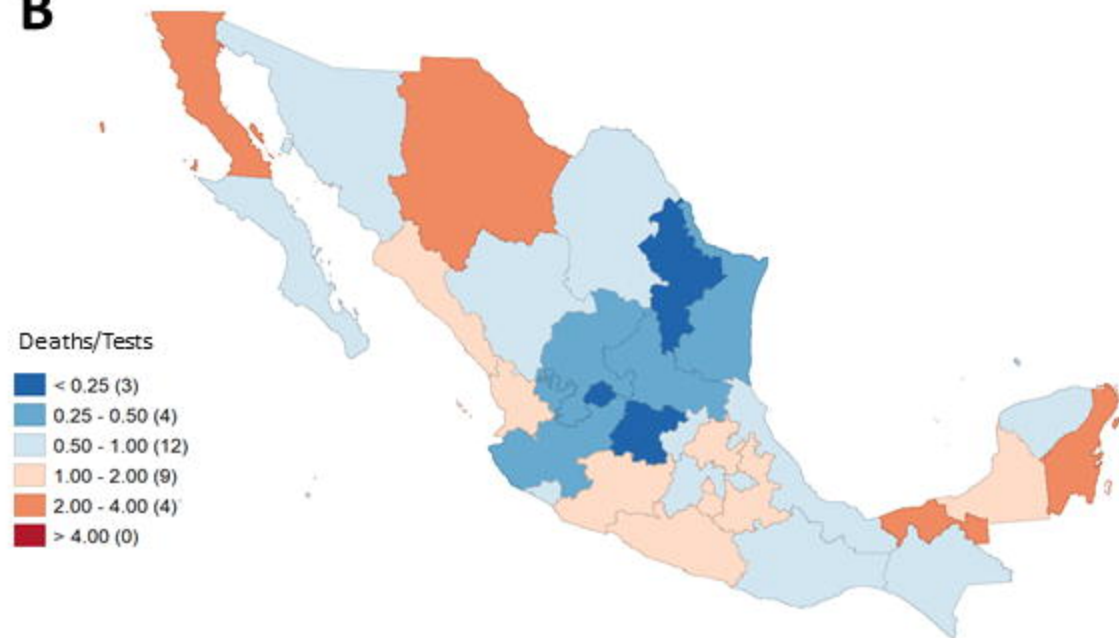 B
Deaths/Tests
< 0.25 (3)
0.25 - 0.50 (4)
0.50 - 1.00 (12)
1.00 - 2.00 (9)
2.00 - 4.00 (4)
> 4.00 (0)